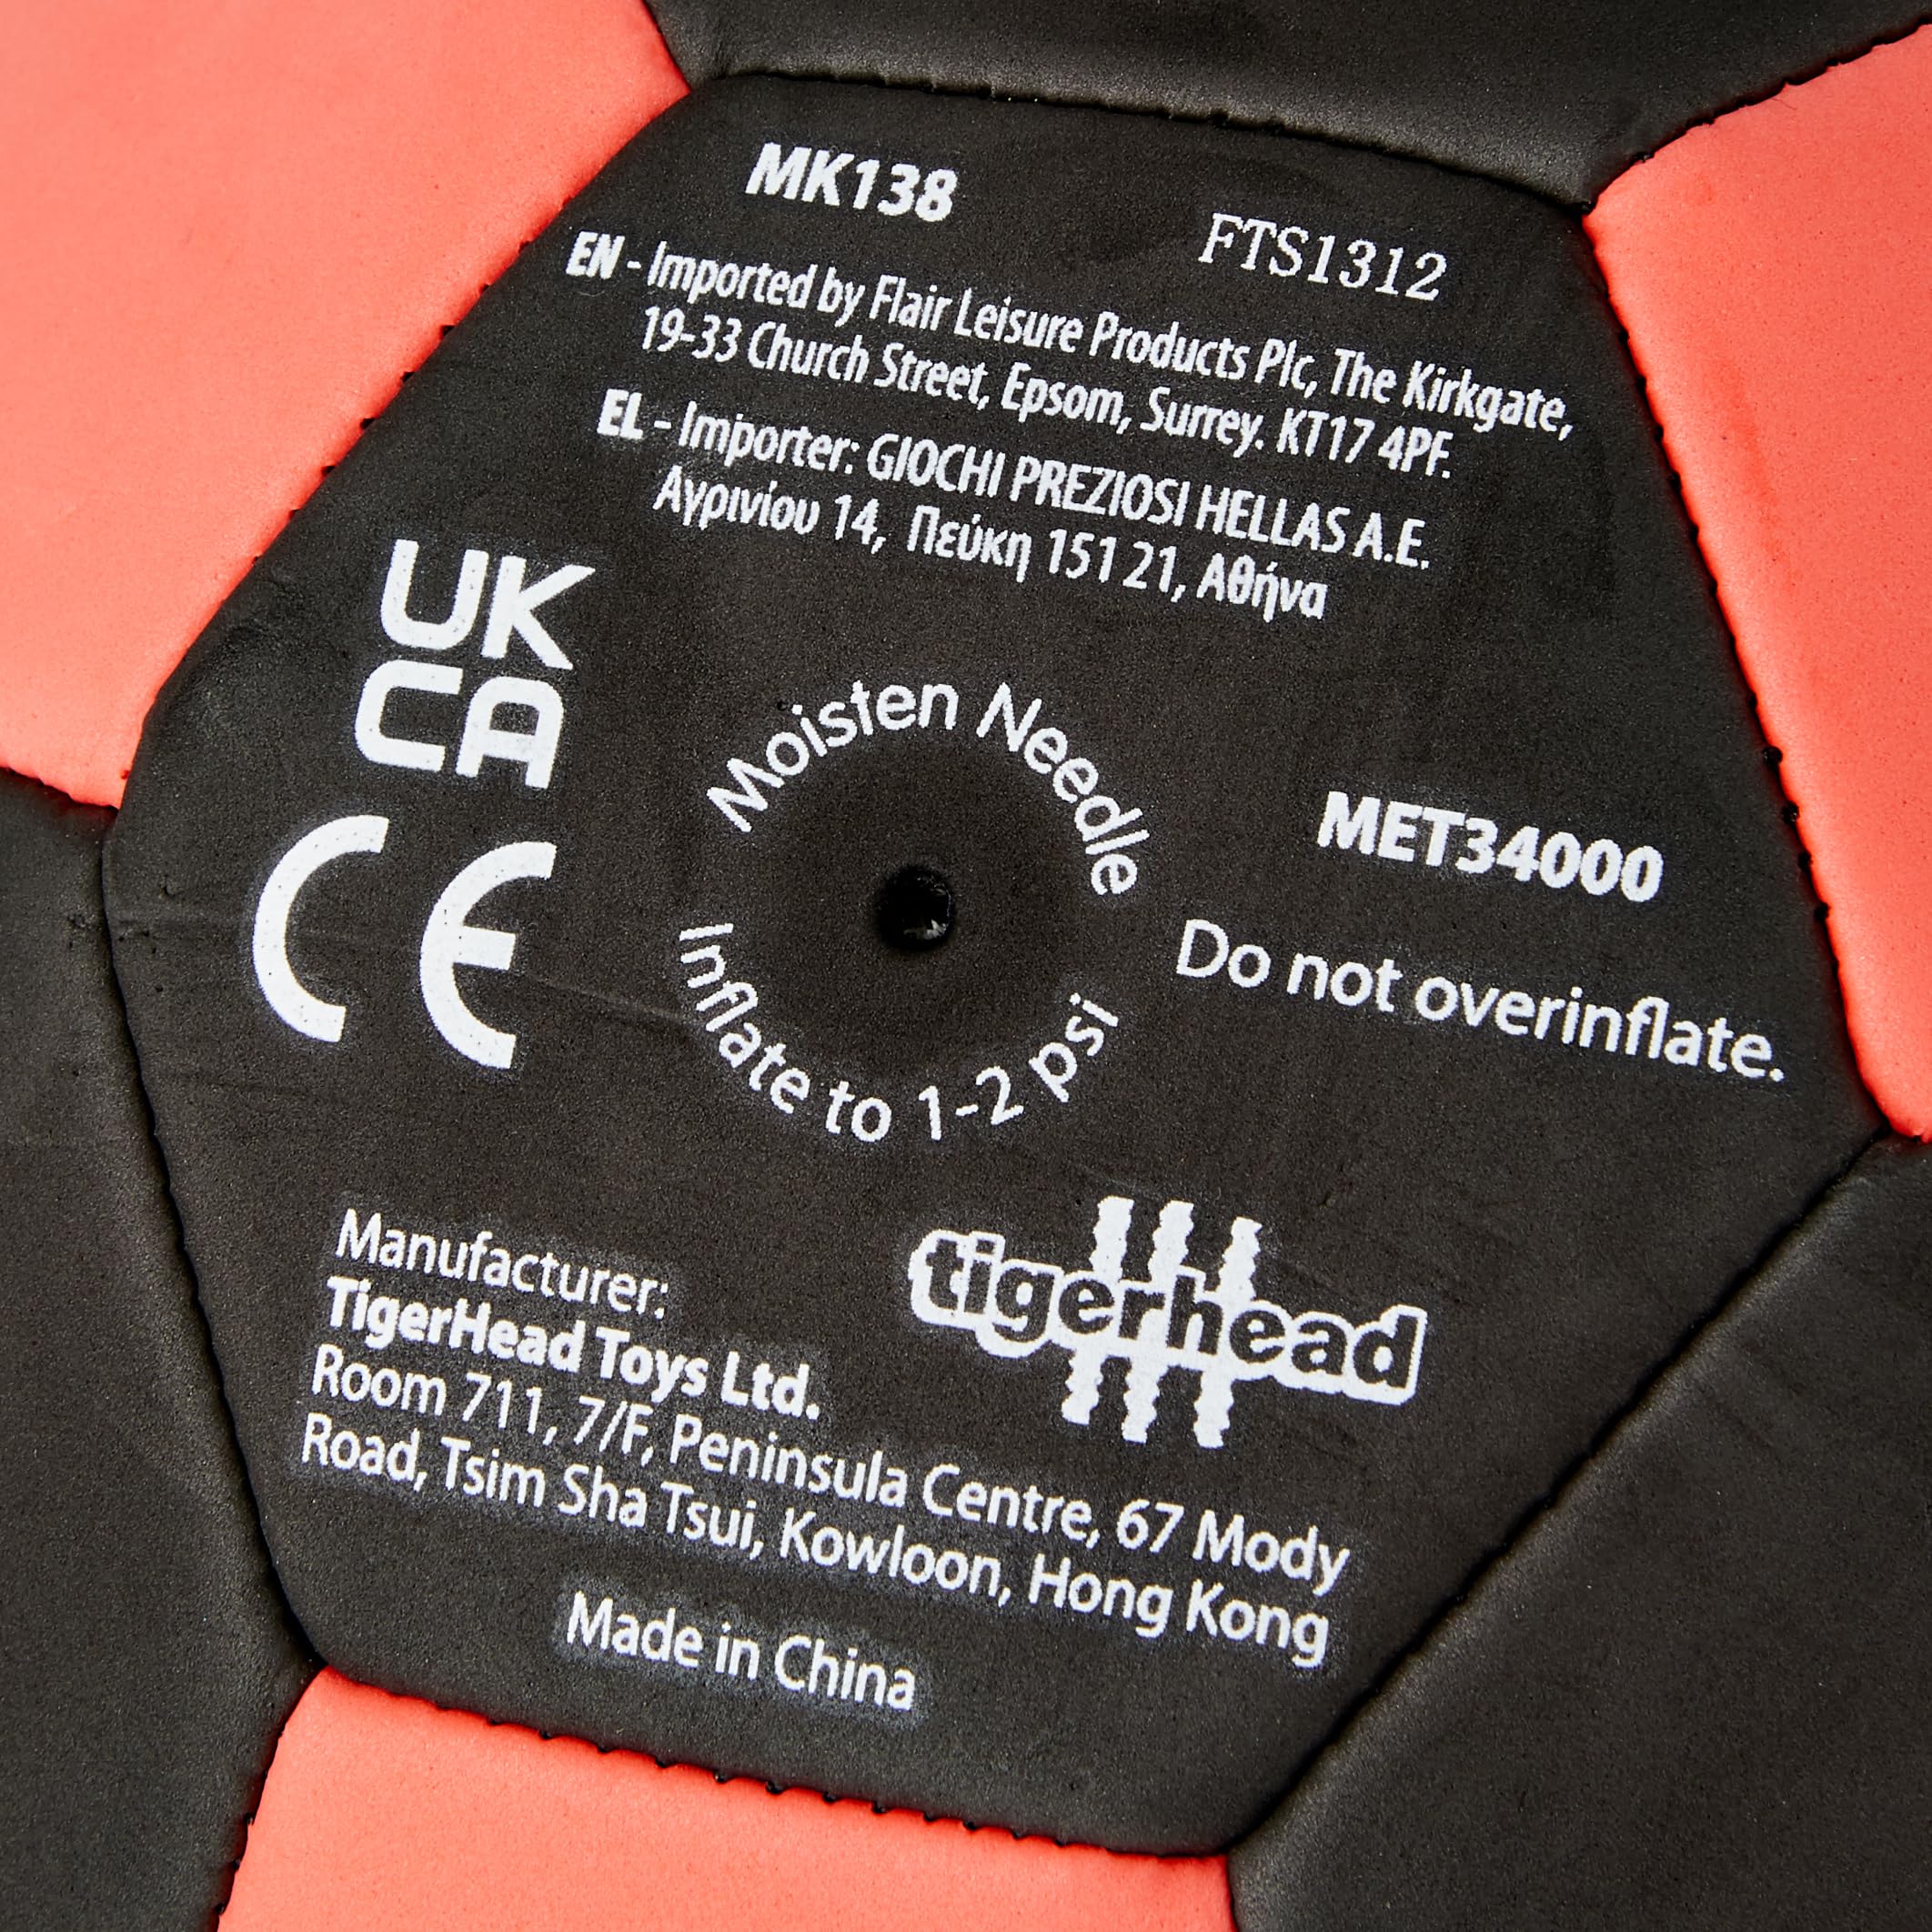 MK138
FTS1312
EN - Imported by Flair Leisure Products Plc, The Kirkgate,
19-33 Church Street, Epsom, Surrey. KT17 4PF.
EL - Importer: GIOCHI PREZIOSI HELLAS A.E.
Αγρινίου 14, Πεύκη 151 21, Αθήνα
UK
CA
CE
Moisten Needle
Inflate to 1-2 psi
MET34000
Do not overinflate.
tigerhead
Manufacturer:
TigerHead Toys Ltd.
Room 711, 7/F, Peninsula Centre, 67 Mody
Road, Tsim Sha Tsui, Kowloon, Hong Kong
Made in China